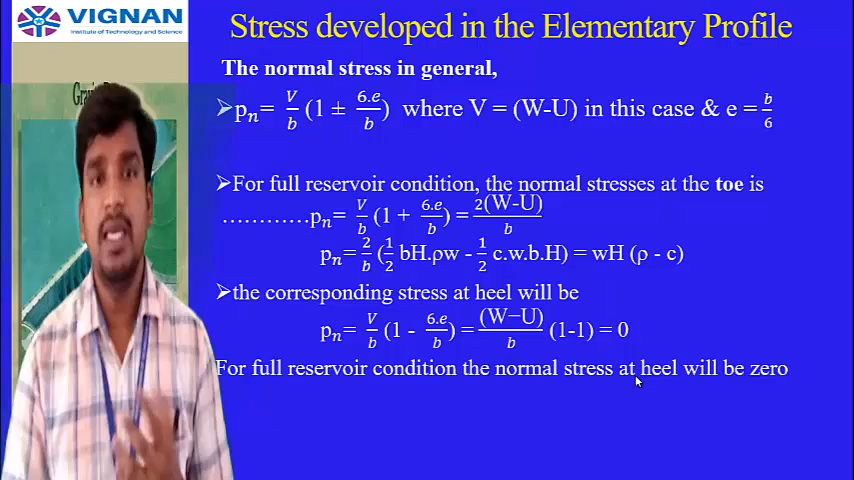 VIGNAN
Institute of Technology and Science
Stress developed in the Elementary Profile
The normal stress in general,
➢pₙ= V/b (1 ± 6.e/b) where V = (W-U) in this case & e = b/6
➢For full reservoir condition, the normal stresses at the toe is
…………pₙ= V/b (1 + 6.e/b) = 2(W-U)/b
pₙ= 2/b (1/2 bH.ρw - 1/2 c.w.b.H) = wH (ρ - c)
➢the corresponding stress at heel will be
pₙ= V/b (1 - 6.e/b) = (W−U)/b (1-1) = 0
For full reservoir condition the normal stress at heel will be zero